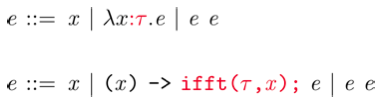 e ::= x | λx:τ.e | e e
e ::= x | (x) -> ifft(τ,x); e | e e